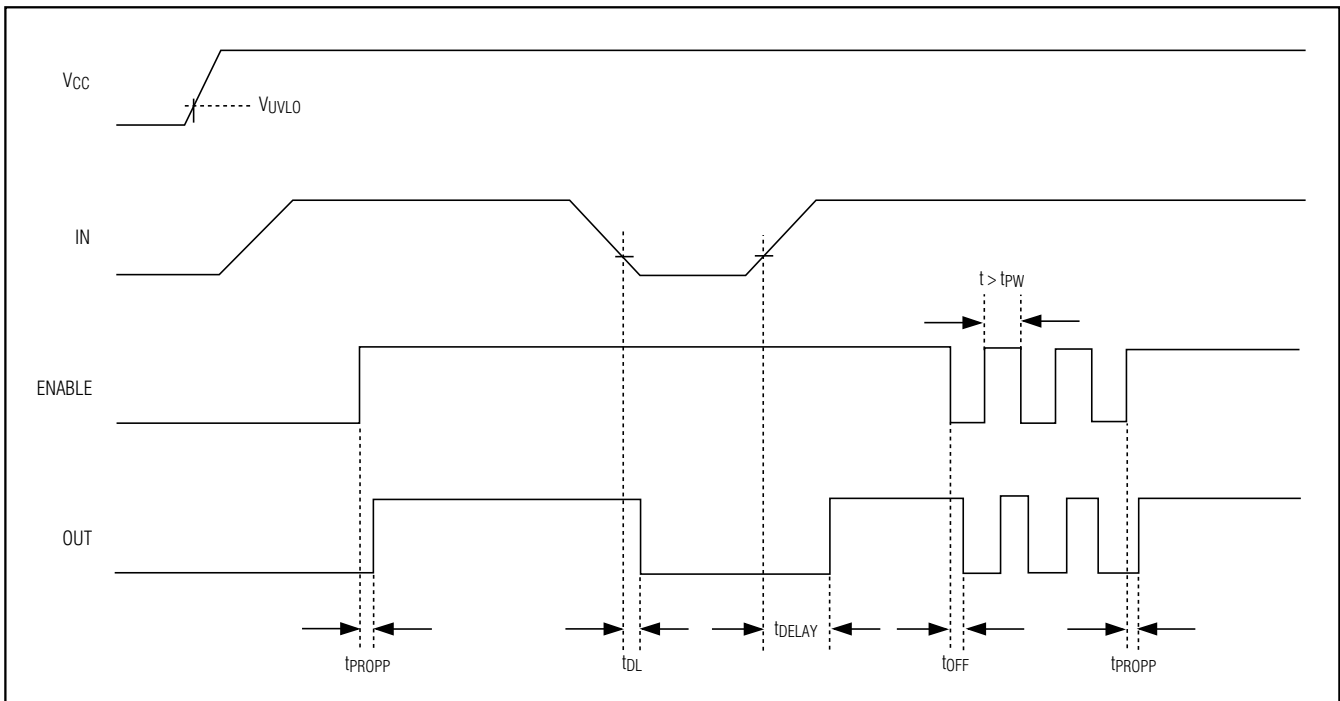 VCC
VUVLO
IN
t > tPW
ENABLE
OUT
tPROPP
tDL
tDELAY
tOFF
tPROPP